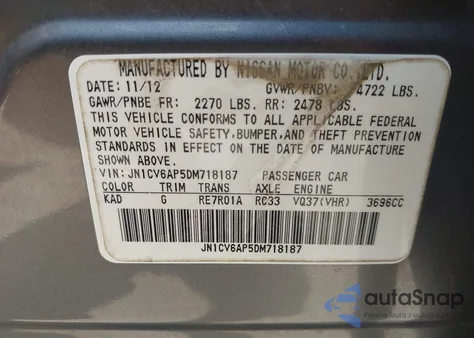 MANUFACTURED BY NISSAN MOTOR CO., LTD.
DATE: 11/12 GVWR/PNBV: 4722 LBS.
GAWR/PNBE FR: 2270 LBS. RR: 2478 LBS.
THIS VEHICLE CONFORMS TO ALL APPLICABLE FEDERAL
MOTOR VEHICLE SAFETY, BUMPER, AND THEFT PREVENTION
STANDARDS IN EFFECT ON THE DATE OF MANUFACTURE
SHOWN ABOVE.
VIN: JN1CV6AP5DM718187 PASSENGER CAR
COLOR TRIM TRANS AXLE ENGINE
KAD G RE7R01A RC33 VQ37(VHR) 3696CC
JN1CV6AP5DM718187
autaSnap